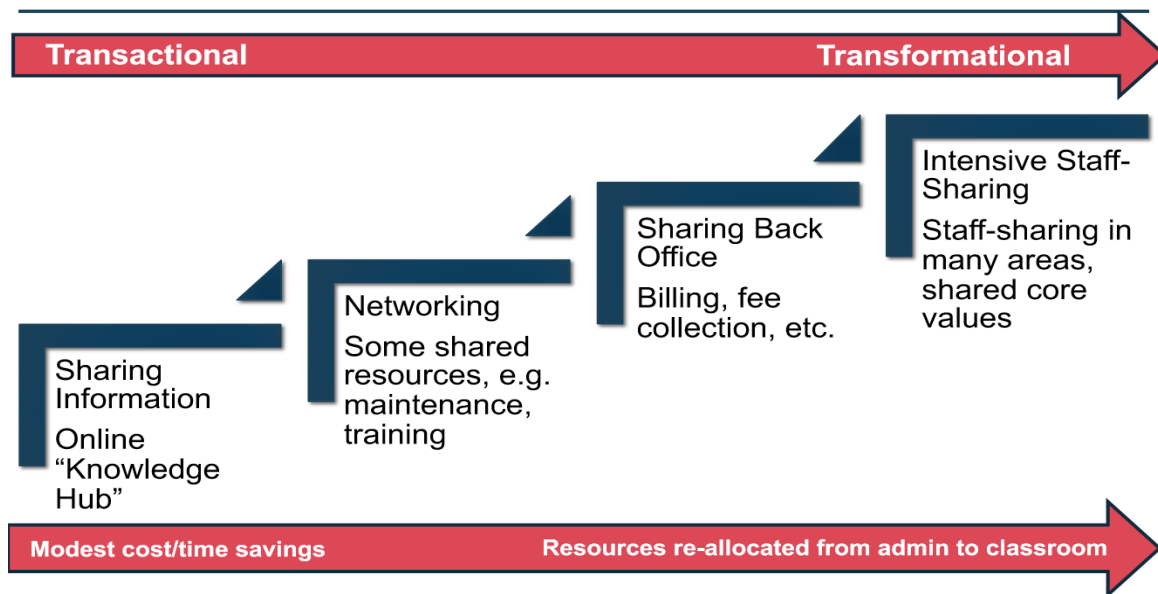 Transactional
Transformational
Sharing
Information
Online
“Knowledge
Hub”
Networking
Some shared
resources, e.g.
maintenance,
training
Sharing Back
Office
Billing, fee
collection, etc.
Intensive Staff-
Sharing
Staff-sharing in
many areas,
shared core
values
Modest cost/time savings
Resources re-allocated from admin to classroom